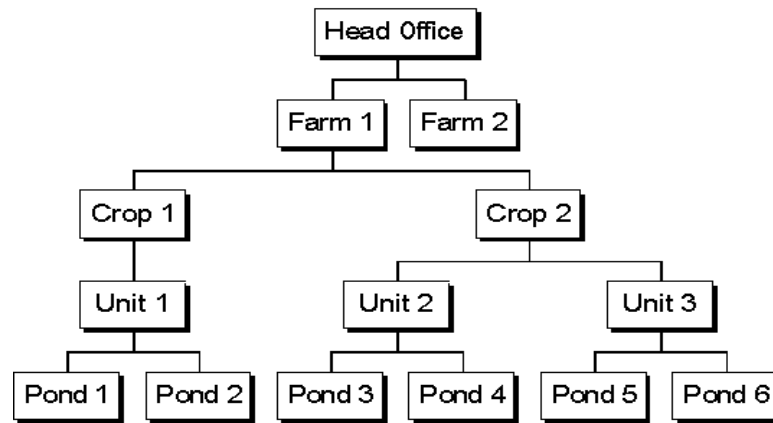 Head Office
Farm 1
Farm 2
Crop 1
Crop 2
Unit 1
Unit 2
Unit 3
Pond 1
Pond 2
Pond 3
Pond 4
Pond 5
Pond 6